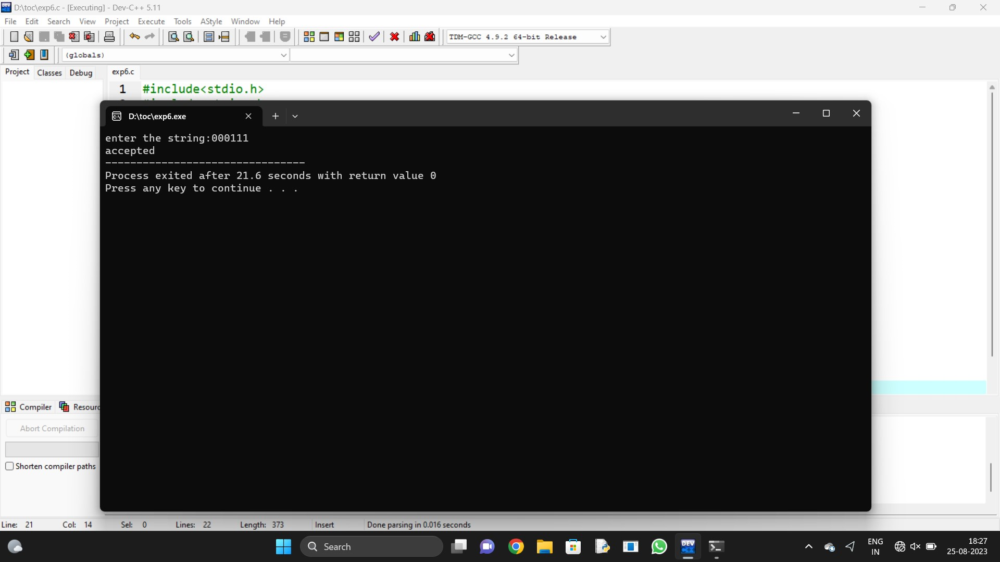 D:\toc\exp6.c - [Executing] - Dev-C++ 5.11
File Edit Search View Project Execute Tools AStyle Window Help
TDM-GCC 4.9.2 64-bit Release
(globals)
Project Classes Debug exp6.c
1 #include<stdio.h>
D:\toc\exp6.exe
enter the string:000111
accepted
--------------------------------
Process exited after 21.6 seconds with return value 0
Press any key to continue . . .
Compiler
Abort Compilation
Shorten compiler paths
Line: 21 Col: 14 Sel: 0 Lines: 22 Length: 373 Insert Done parsing in 0.016 seconds
Search DEV ENG IN 18:27
25-08-2023